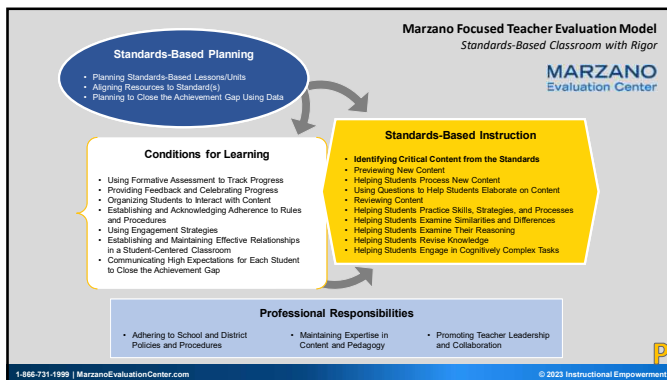 Marzano Focused Teacher Evaluation Model
Standards-Based Classroom with Rigor
MARZANO
Evaluation Center
Standards-Based Planning
• Planning Standards-Based Lessons/Units
• Aligning Resources to Standard(s)
• Planning to Close the Achievement Gap Using Data
Conditions for Learning
• Using Formative Assessment to Track Progress
• Providing Feedback and Celebrating Progress
• Organizing Students to Interact with Content
• Establishing and Acknowledging Adherence to Rules
and Procedures
• Using Engagement Strategies
• Establishing and Maintaining Effective Relationships
in a Student-Centered Classroom
• Communicating High Expectations for Each Student
to Close the Achievement Gap
Standards-Based Instruction
• Identifying Critical Content from the Standards
• Previewing New Content
• Helping Students Process New Content
• Using Questions to Help Students Elaborate on Content
• Reviewing Content
• Helping Students Practice Skills, Strategies, and Processes
• Helping Students Examine Similarities and Differences
• Helping Students Examine Their Reasoning
• Helping Students Revise Knowledge
• Helping Students Engage in Cognitively Complex Tasks
Professional Responsibilities
• Adhering to School and District
Policies and Procedures
• Maintaining Expertise in
Content and Pedagogy
• Promoting Teacher Leadership
and Collaboration
P
1-866-731-1999 | MarzanoEvaluationCenter.com
© 2023 Instructional Empowerment